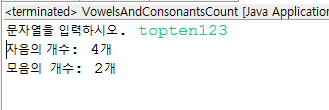 <terminated> VowelsAndConsonantsCount [Java Application
문자열을 입력하시오. topten123
자음의 개수: 4개
모음의 개수: 2개